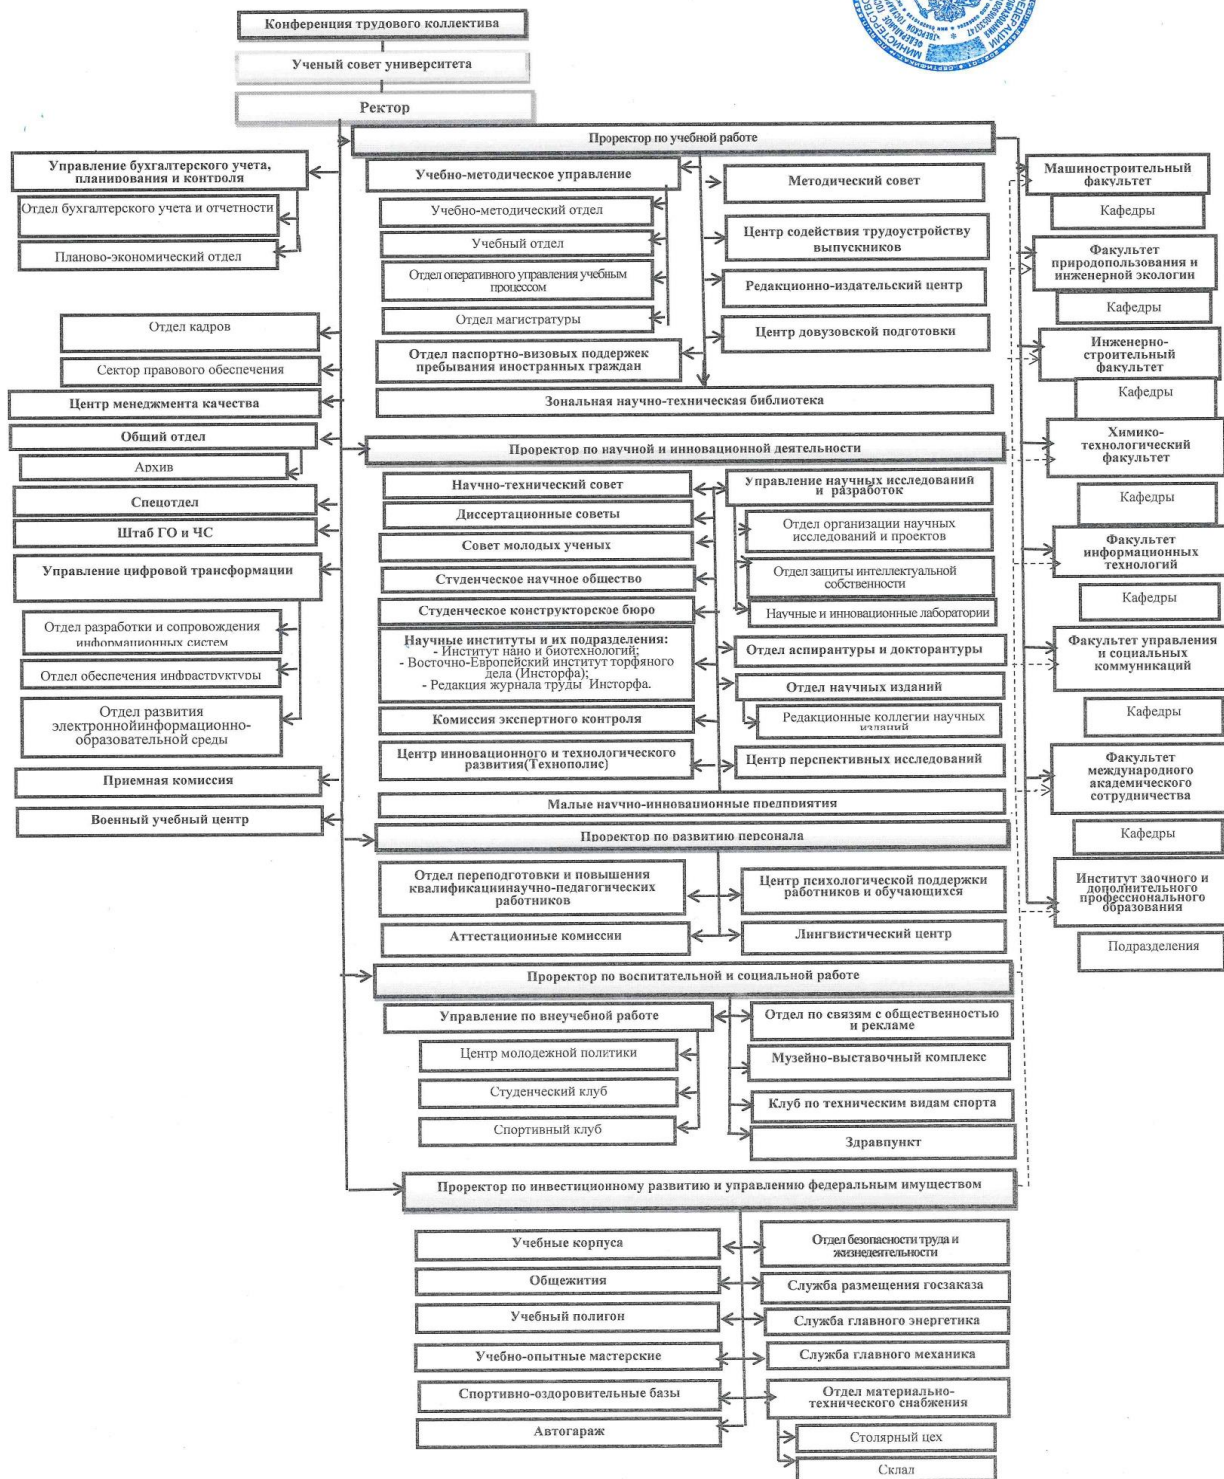 Конференция трудового коллектива
Ученый совет университета
Ректор
Управление бухгалтерского учета,
планирования и контроля
Отдел бухгалтерского учета и отчетности
Планово-экономический отдел
Отдел кадров
Сектор правового обеспечения
Центр менеджмента качества
Общий отдел
Архив
Спецотдел
Штаб ГО и ЧС
Управление цифровой трансформации
Отдел разработки и сопровождения
информационных систем
Отдел обеспечения инфраструктуры
Отдел развития
электроннойинформационно-
образовательной среды
Приемная комиссия
Военный учебный центр
Проректор по учебной работе
Учебно-методическое управление
Учебно-методический отдел
Учебный отдел
Отдел оперативного управления учебным
процессом
Отдел магистратуры
Отдел паспортно-визовых поддержек
пребывания иностранных граждан
Методический совет
Центр содействия трудоустройству
выпускников
Редакционно-издательский центр
Центр довузовской подготовки
Зональная научно-техническая библиотека
Проректор по научной и инновационной деятельности
Научно-технический совет
Диссертационные советы
Совет молодых ученых
Студенческое научное общество
Студенческое конструкторское бюро
Научные институты и их подразделения:
- Институт нано и биотехнологий;
- Восточно-Европейский институт торфяного
дела (Инсторфа);
- Редакция журнала труды Инсторфа.
Комиссия экспертного контроля
Центр инновационного и технологического
развития(Технополис)
Управление научных исследований
и разработок
Отдел организации научных
исследований и проектов
Отдел защиты интеллектуальной
собственности
Научные и инновационные лаборатории
Отдел аспирантуры и докторантуры
Отдел научных изданий
Редакционные коллегии научных
изданий
Центр перспективных исследований
Малые научно-инновационные предприятия
Проректор по развитию персонала
Отдел переподготовки и повышения
квалификациинаучно-педагогических
работников
Аттестационные комиссии
Центр психологической поддержки
работников и обучающихся
Лингвистический центр
Проректор по воспитательной и социальной работе
Управление по внеучебной работе
Центр молодежной политики
Студенческий клуб
Спортивный клуб
Отдел по связям с общественностью
и рекламе
Музейно-выставочный комплекс
Клуб по техническим видам спорта
Здравпункт
Проректор по инвестиционному развитию и управлению федеральным имуществом
Учебные корпуса
Общежития
Учебный полигон
Учебно-опытные мастерские
Спортивно-оздоровительные базы
Автогараж
Отдел безопасности труда и
жизнедеятельности
Служба размещения госзаказа
Служба главного энергетика
Служба главного механика
Отдел материально-
технического снабжения
Столярный цех
Склад
Машиностроительный
факультет
Кафедры
Факультет
природопользования и
инженерной экологии
Кафедры
Инженерно-
строительный
факультет
Кафедры
Химико-
технологический
факультет
Кафедры
Факультет
информационных
технологий
Кафедры
Факультет управления
и социальных
коммуникаций
Кафедры
Факультет
международного
академического
сотрудничества
Кафедры
Институт заочного и
дополнительного
профессионального
образования
Подразделения